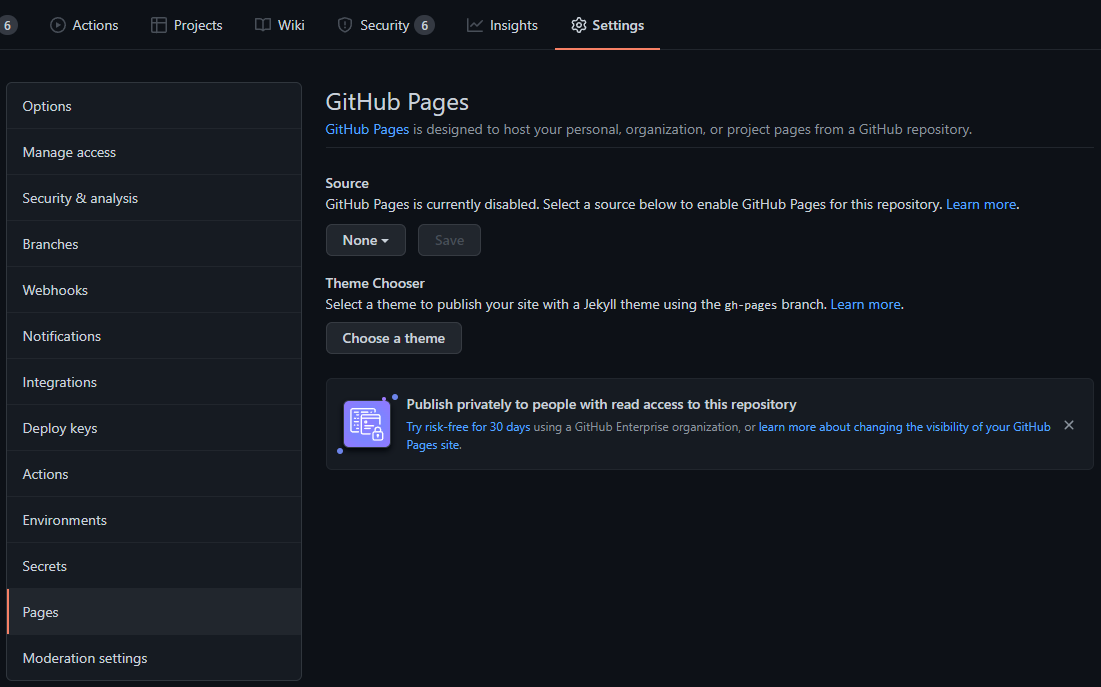 6 Actions Projects Wiki Security 6 Insights Settings
Options
Manage access
Security & analysis
Branches
Webhooks
Notifications
Integrations
Deploy keys
Actions
Environments
Secrets
Pages
Moderation settings
GitHub Pages
GitHub Pages is designed to host your personal, organization, or project pages from a GitHub repository.
Source
GitHub Pages is currently disabled. Select a source below to enable GitHub Pages for this repository. Learn more.
None Save
Theme Chooser
Select a theme to publish your site with a Jekyll theme using the gh-pages branch. Learn more.
Choose a theme
Publish privately to people with read access to this repository
Try risk-free for 30 days using a GitHub Enterprise organization, or learn more about changing the visibility of your GitHub
Pages site.